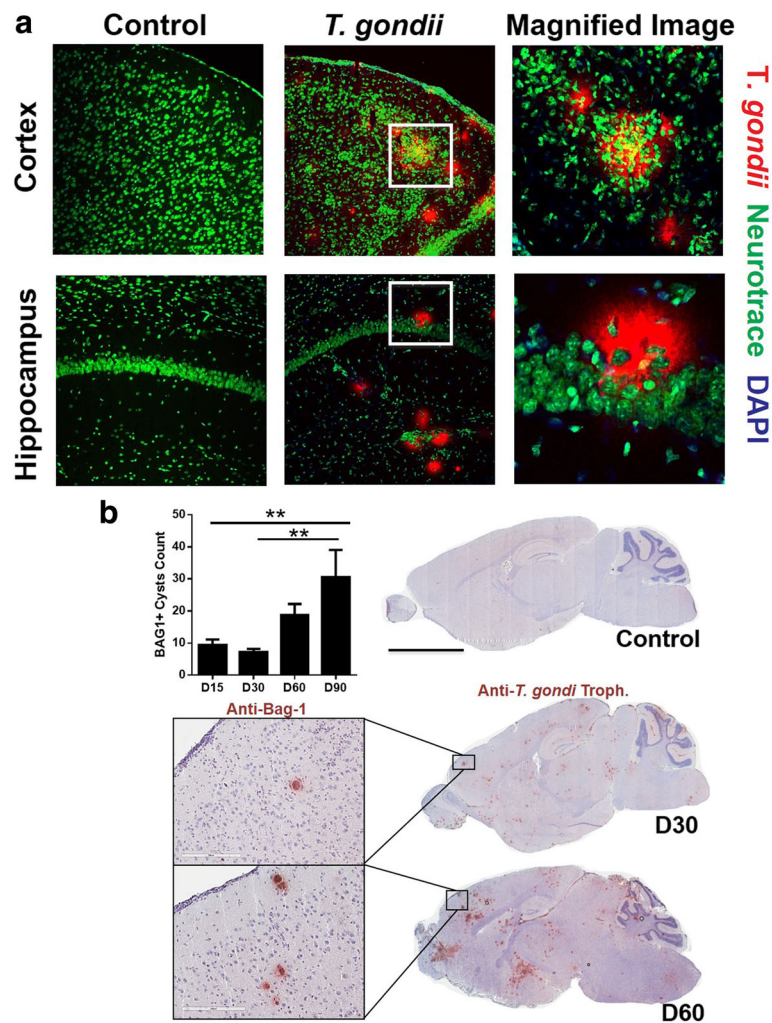 a
Control
T. gondii
Magnified Image
Cortex
Hippocampus
T. gondii Neurotrace DAPI
b
50
40
30
20
10
0
BAG1+ Cysts Count
**
**
D15 D30 D60 D90
Control
Anti-Bag-1
Anti-T. gondi Troph.
D30
D60